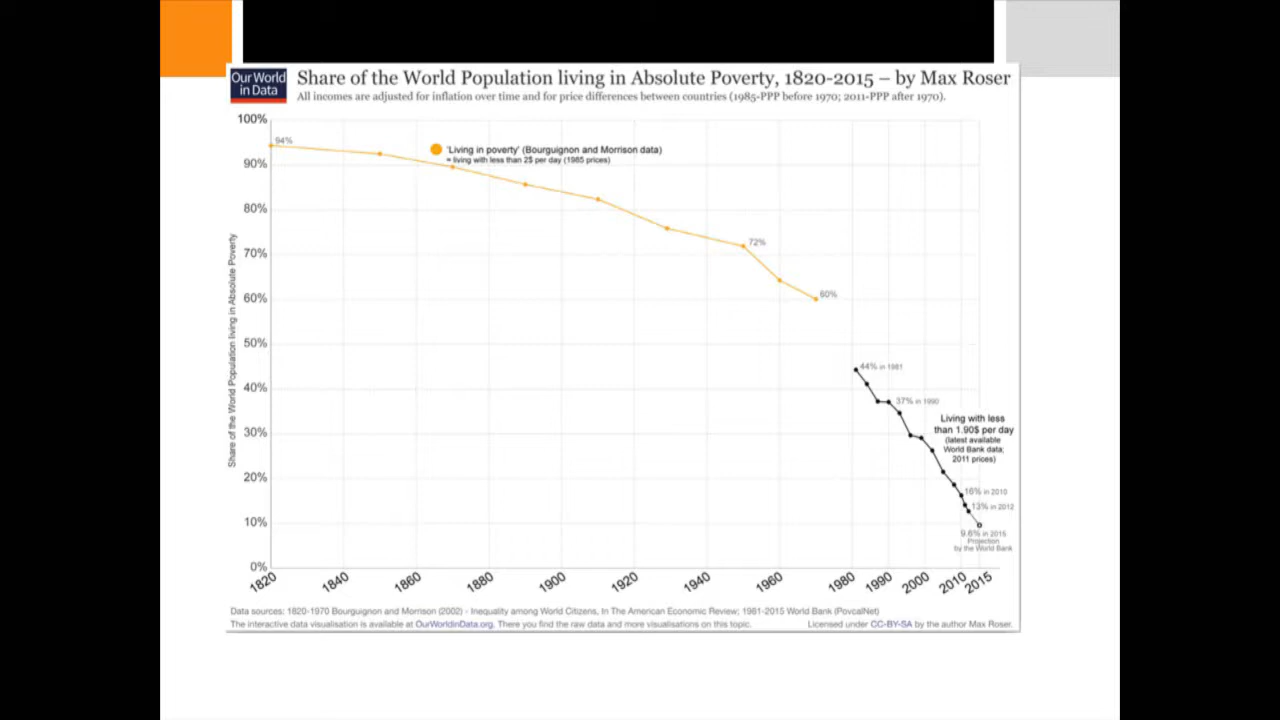 Our World
in Data
Share of the World Population living in Absolute Poverty, 1820-2015 – by Max Roser
All incomes are adjusted for inflation over time and for price differences between countries (1985-PPP before 1970; 2011-PPP after 1970).
Share of the World Population living in Absolute Poverty
100%
90%
80%
70%
60%
50%
40%
30%
20%
10%
0%
94%
'Living in poverty' (Bourguignon and Morrison data)
= living with less than 2$ per day (1985 prices)
72%
60%
44% in 1981
37% in 1990
Living with less
than 1.90$ per day
(latest available
World Bank data;
2011 prices)
16% in 2010
13% in 2012
9.6% in 2015
Projection
by the World Bank
1820
1840
1860
1880
1900
1920
1940
1960
1980
1990
2000
2010
2015
Data sources: 1820-1970 Bourguignon and Morrison (2002) - Inequality among World Citizens, In The American Economic Review; 1981-2015 World Bank (PovcalNet)
The interactive data visualisation is available at OurWorldinData.org. There you find the raw data and more visualisations on this topic.
Licensed under CC-BY-SA by the author Max Roser.